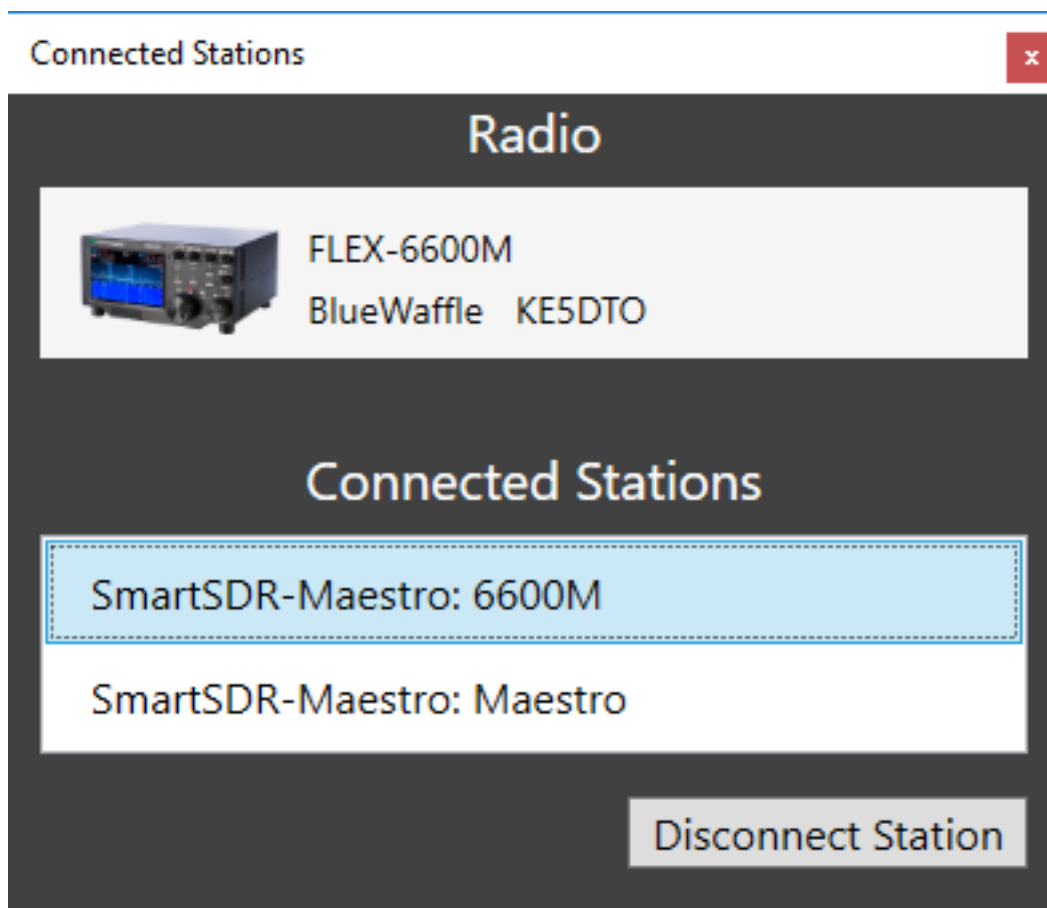 Connected Stations
x
Radio
FLEX-6600M
BlueWaffle KE5DTO
Connected Stations
SmartSDR-Maestro: 6600M
SmartSDR-Maestro: Maestro
Disconnect Station